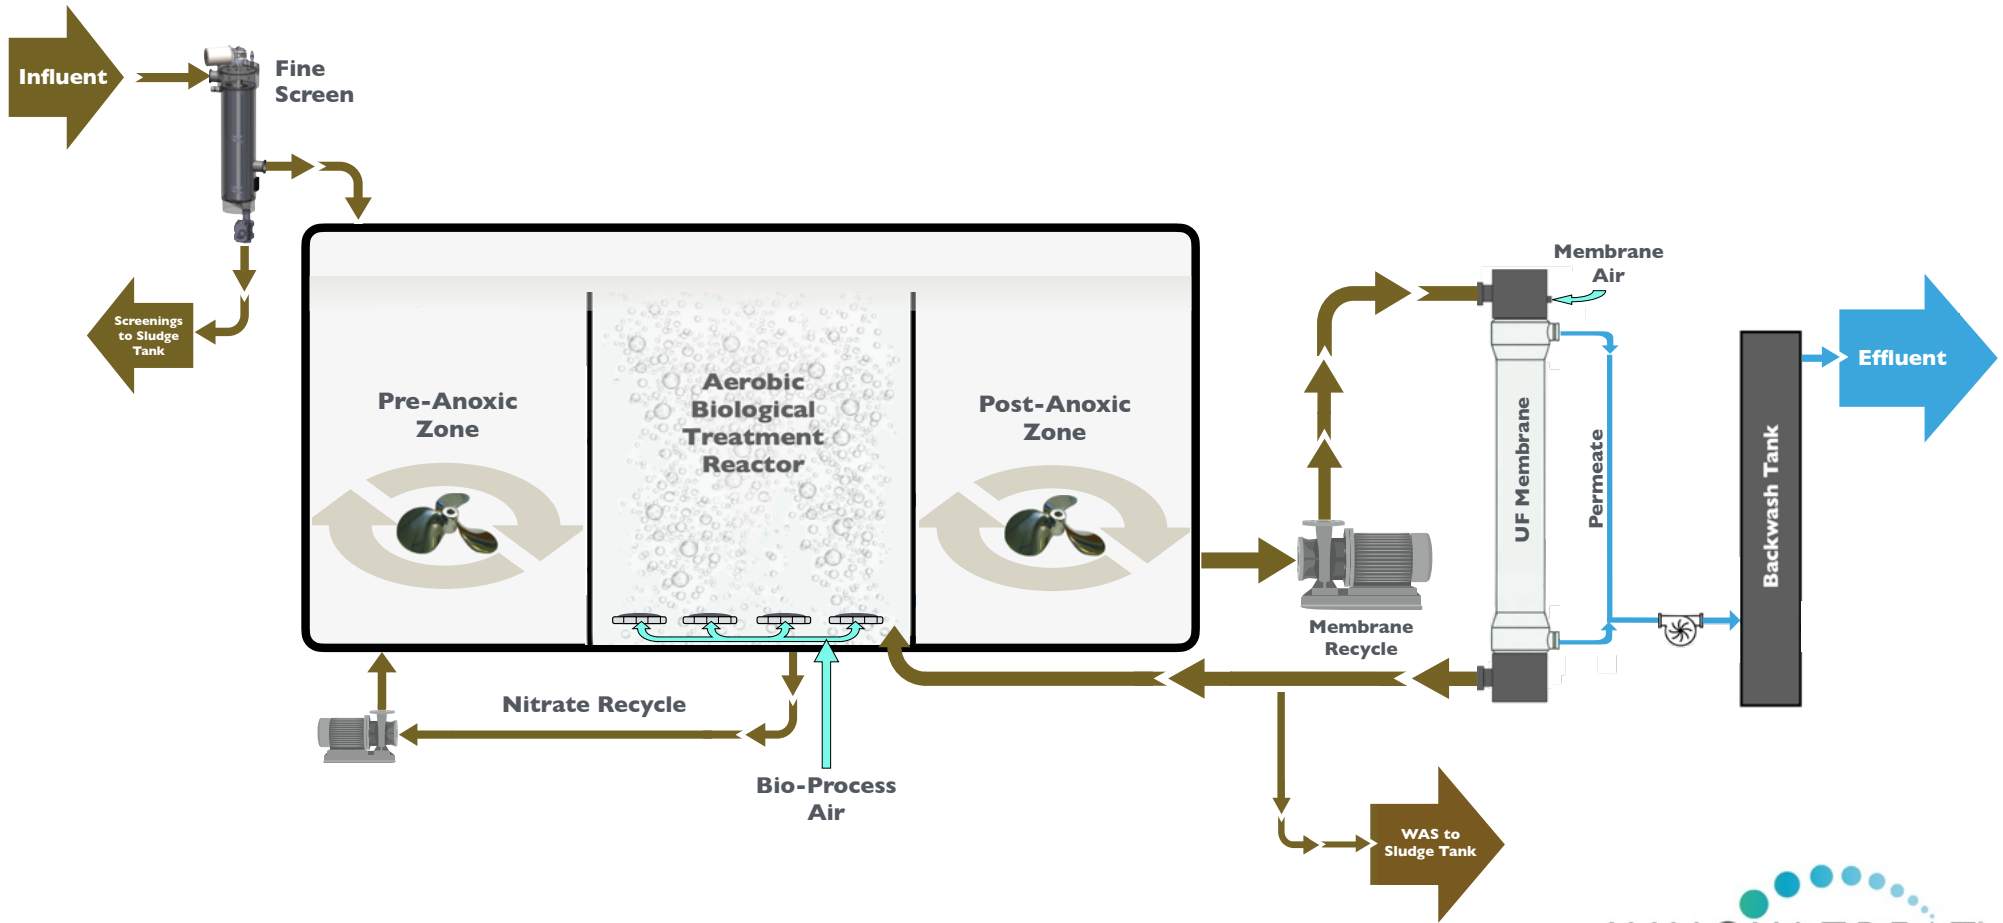 Influent
Fine
Screen
Screenings
to Sludge
Tank
Pre-Anoxic
Zone
Aerobic
Biological
Treatment
Reactor
Post-Anoxic
Zone
Membrane
Air
UF Membrane
Permeate
Backwash Tank
Effluent
Membrane
Recycle
Nitrate Recycle
Bio-Process
Air
WAS to
Sludge Tank